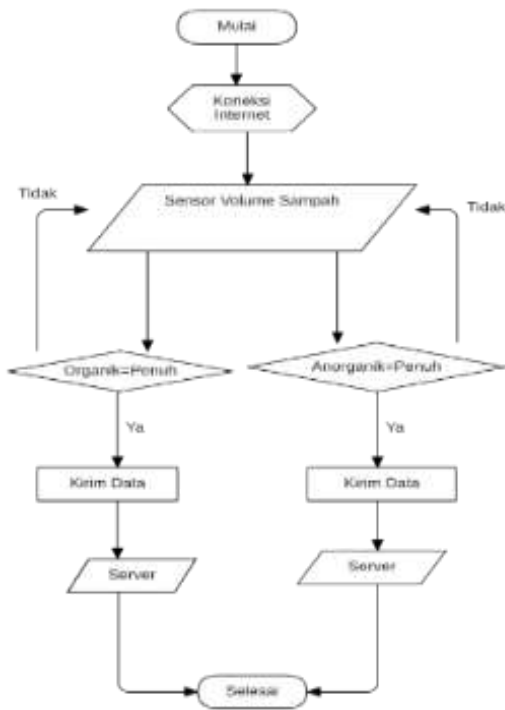 Mulai
Koneksi
Internet
Sensor Volume Sampah
Tidak
Tidak
Organik=Penuh
Anorganik=Penuh
Ya
Ya
Kirim Data
Kirim Data
Server
Server
Selesai